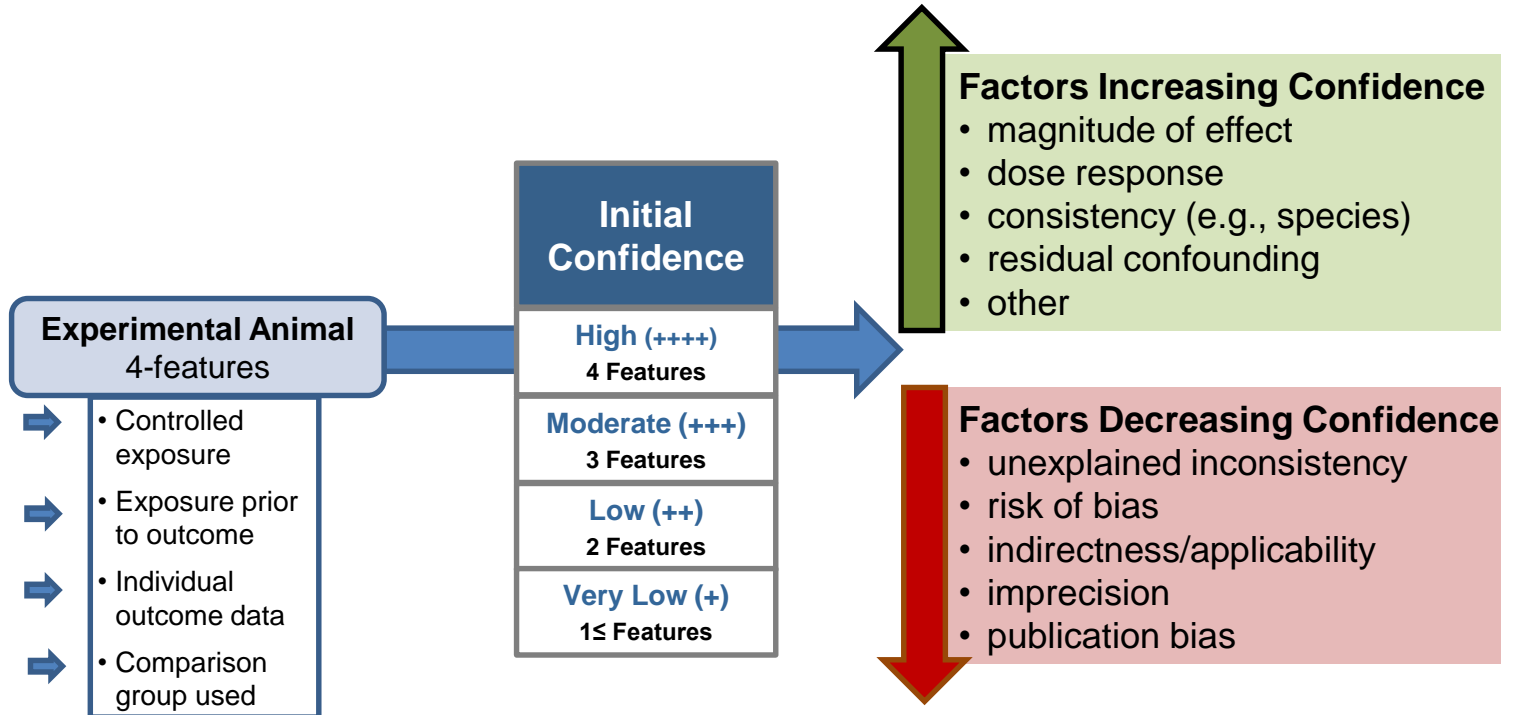 Experimental Animal
4-features
• Controlled
exposure
• Exposure prior
to outcome
• Individual
outcome data
• Comparison
group used
Initial
Confidence
High (++++)
4 Features
Moderate (+++)
3 Features
Low (++)
2 Features
Very Low (+)
1≤ Features
Factors Increasing Confidence
• magnitude of effect
• dose response
• consistency (e.g., species)
• residual confounding
• other
Factors Decreasing Confidence
• unexplained inconsistency
• risk of bias
• indirectness/applicability
• imprecision
• publication bias